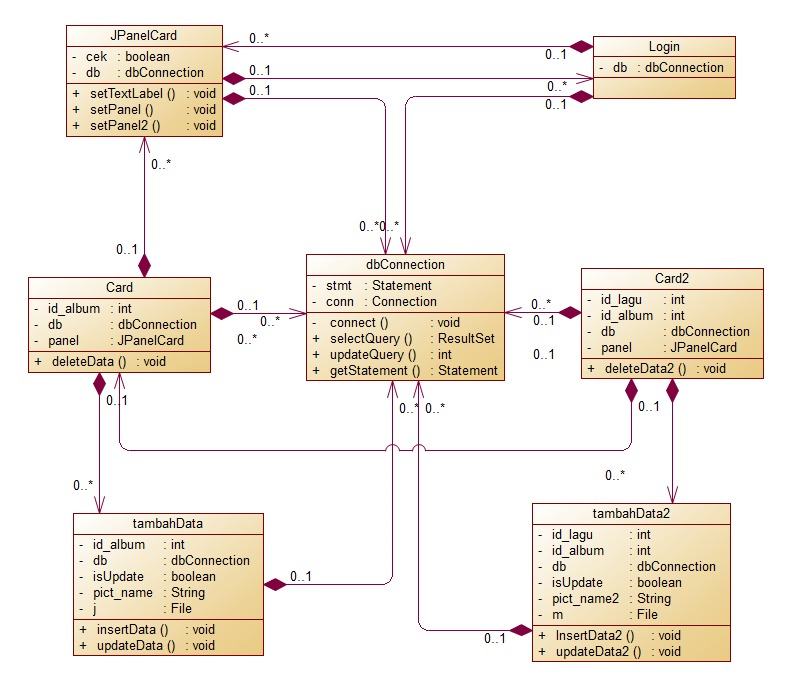 JPanelCard
- cek : boolean
- db : dbConnection
+ setTextLabel () : void
+ setPanel () : void
+ setPanel2 () : void
0..*
0..1
Login
- db : dbConnection
0..1
0..*
0..1
0..1
0..*
0..1
0..*
0..*
Card
- id_album : int
- db : dbConnection
- panel : JPanelCard
+ deleteData () : void
0..1
0..*
0..*
dbConnection
- stmt : Statement
- conn : Connection
- connect () : void
+ selectQuery () : ResultSet
+ updateQuery () : int
+ getStatement () : Statement
0..*
0..1
0..1
Card2
- id_lagu : int
- id_album : int
- db : dbConnection
- panel : JPanelCard
+ deleteData2 () : void
0..1
0..*
0..*
0..1
0..*
0..*
tambahData
- id_album : int
- db : dbConnection
- isUpdate : boolean
- pict_name : String
- j : File
+ insertData () : void
+ updateData () : void
0..1
0..1
tambahData2
- id_lagu : int
- id_album : int
- db : dbConnection
- isUpdate : boolean
- pict_name2 : String
- m : File
+ InsertData2 () : void
+ updateData2 () : void